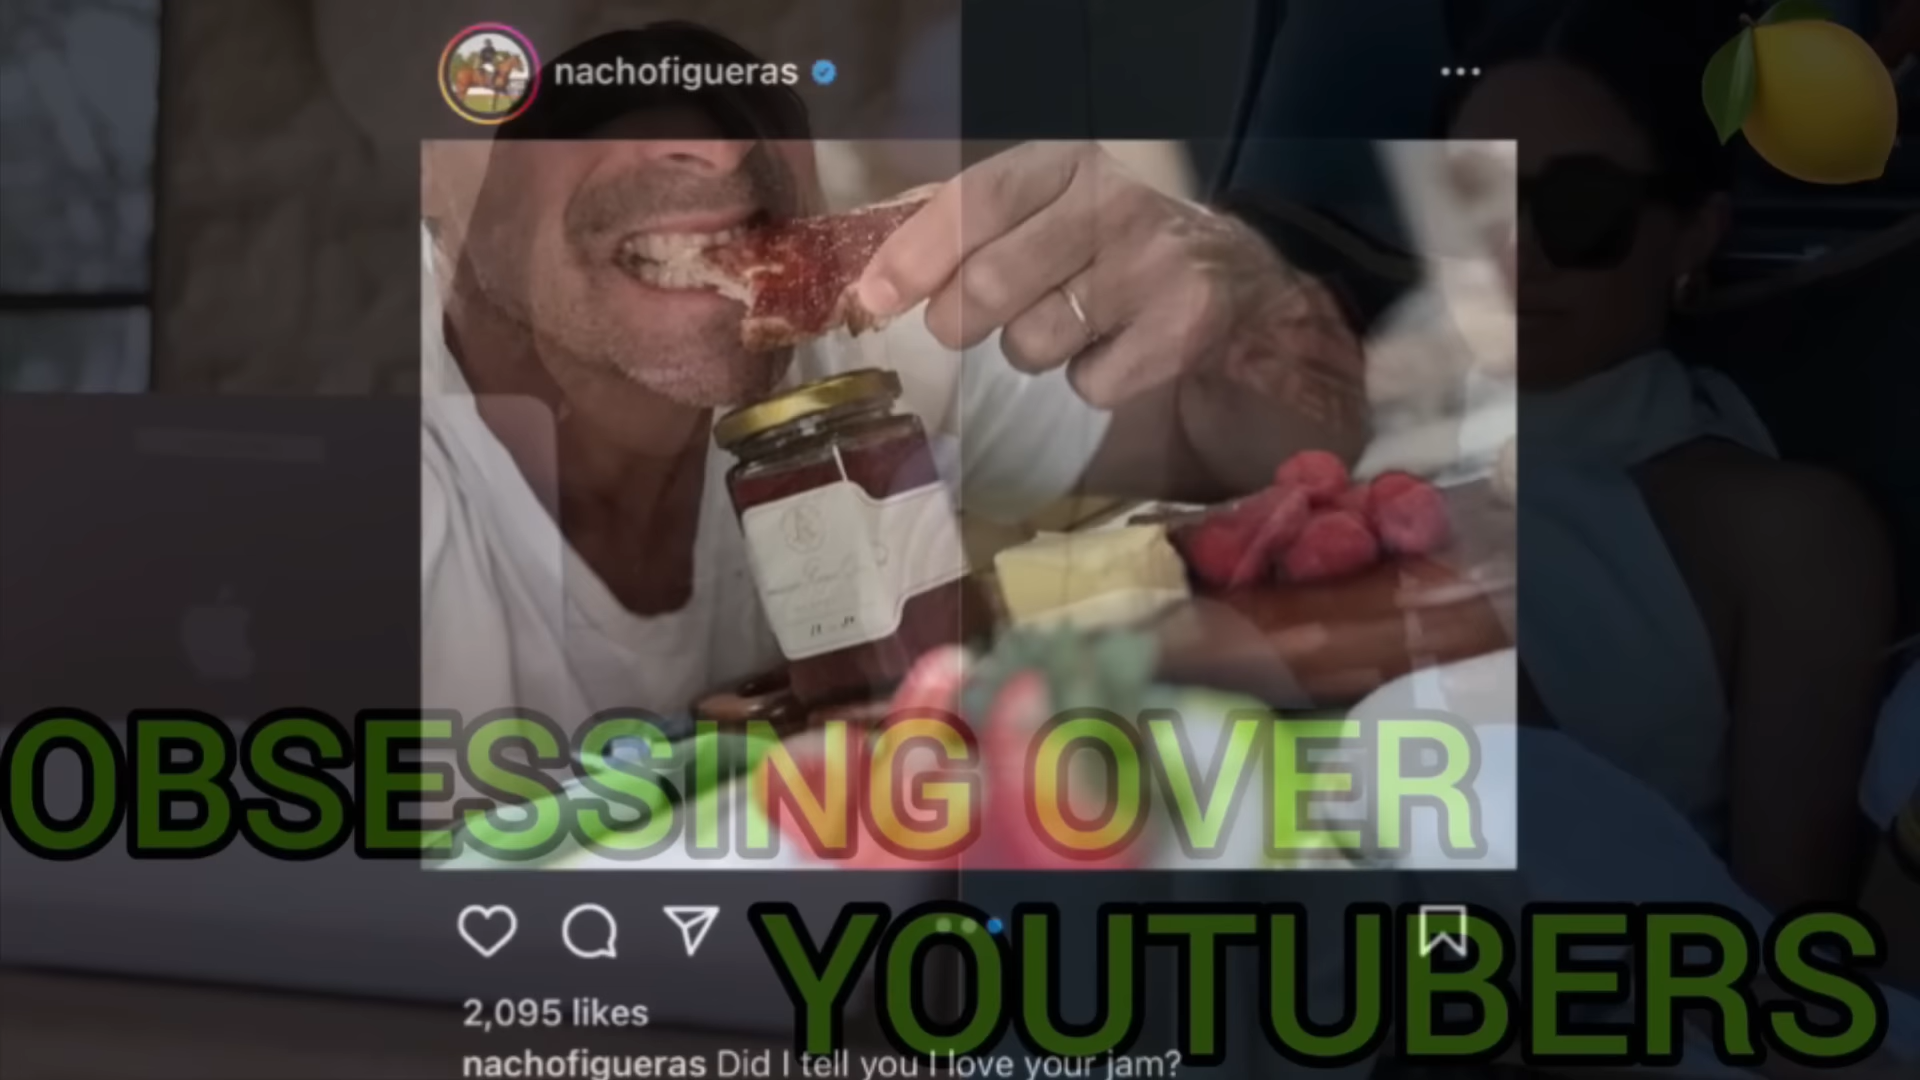 nachofigueras
OBSESSING OVER
YOUTUBERS
2,095 likes
nachofigueras Did I tell you I love your jam?